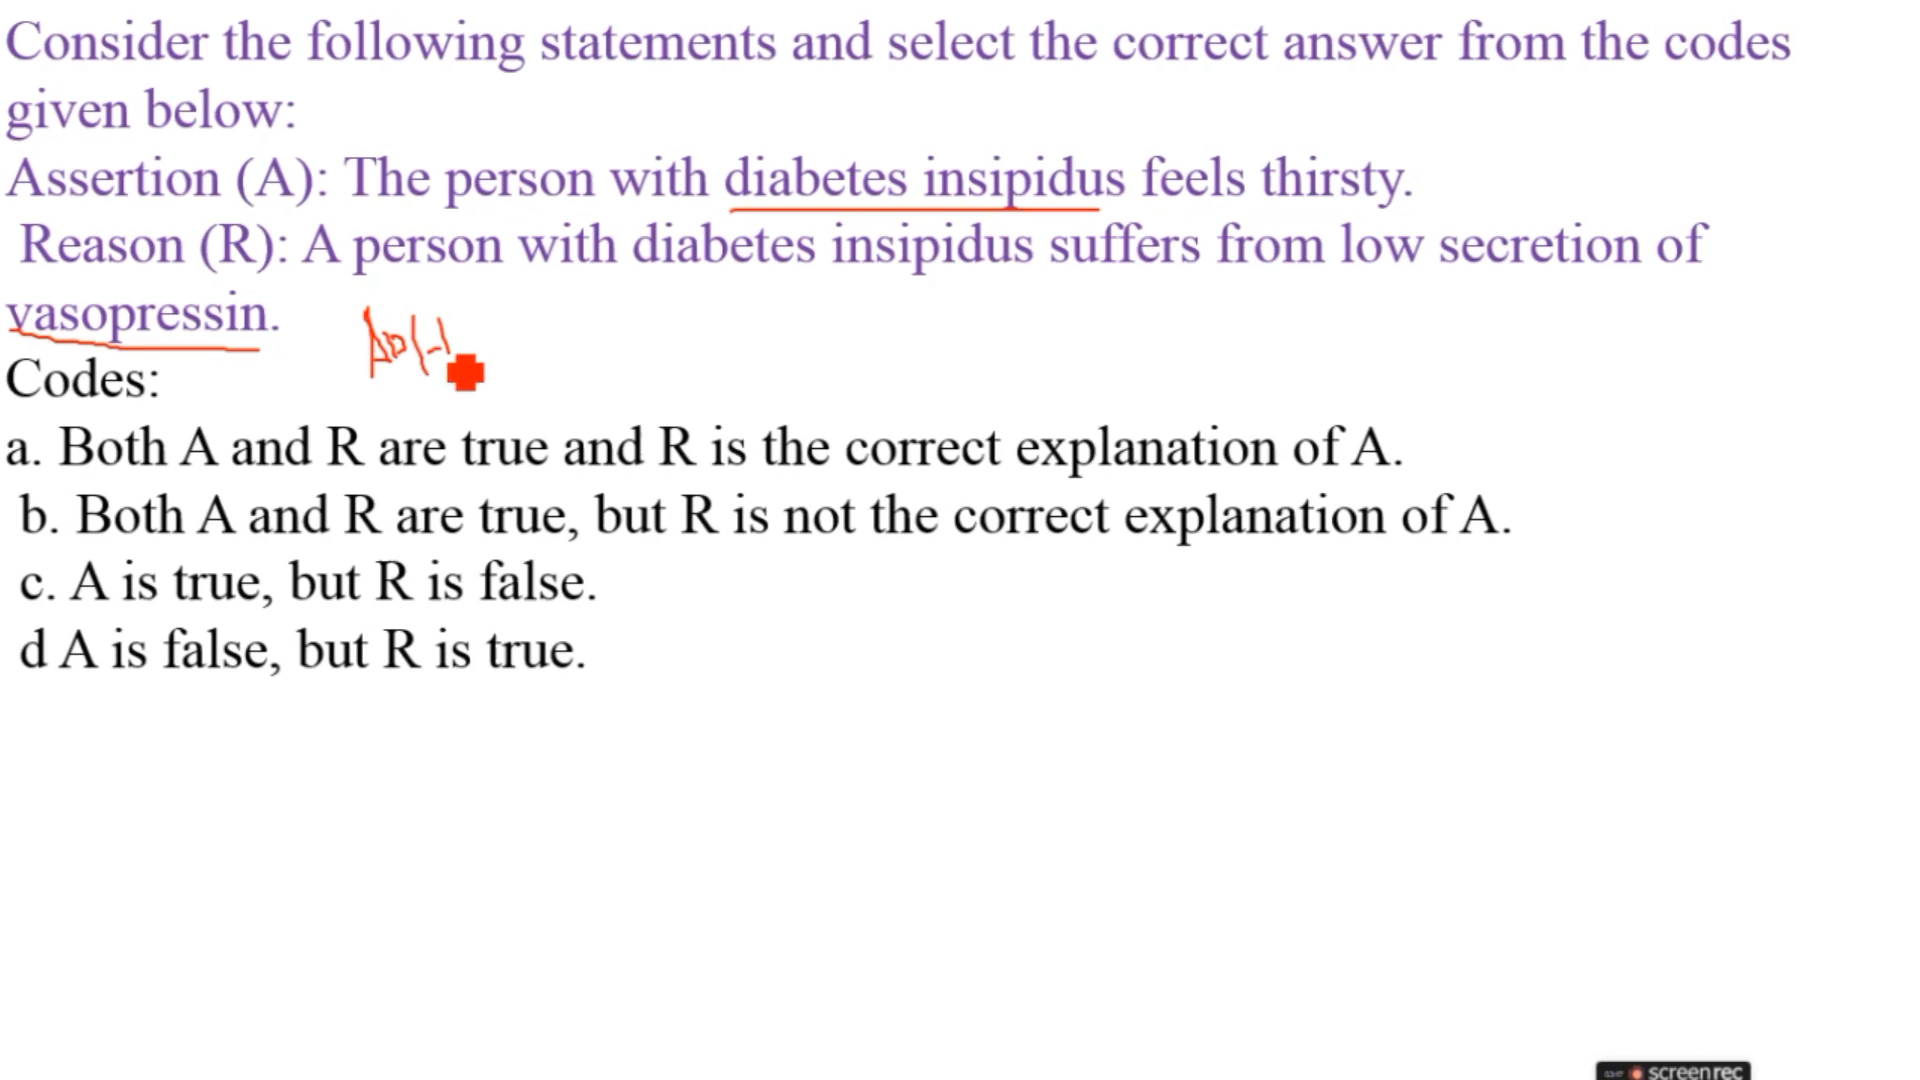 Consider the following statements and select the correct answer from the codes
given below:
Assertion (A): The person with diabetes insipidus feels thirsty.
Reason (R): A person with diabetes insipidus suffers from low secretion of
vasopressin.
ADH
Codes:
a. Both A and R are true and R is the correct explanation of A.
b. Both A and R are true, but R is not the correct explanation of A.
c. A is true, but R is false.
d A is false, but R is true.
screenrec